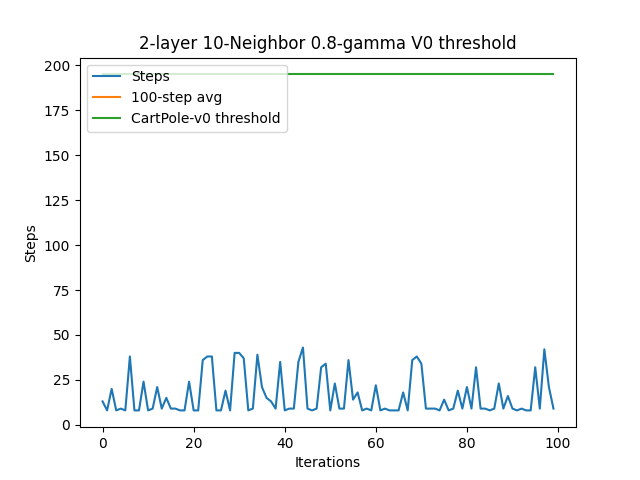 2-layer 10-Neighbor 0.8-gamma V0 threshold
200
175
150
125
100
75
50
25
0
Steps
Steps
100-step avg
CartPole-v0 threshold
0 20 40 60 80 100
Iterations